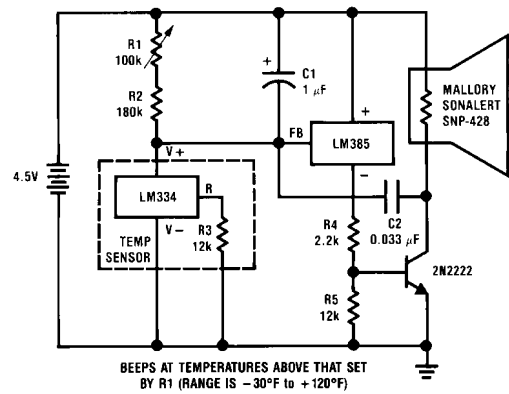 R1
100k
R2
180k
+
C1
1 μF
MALLORY
SONALERT
SNP-428
4.5V
V+
FB
+
LM385
−
LM334
R
V−
TEMP
SENSOR
R3
12k
R4
2.2k
C2
0.033 μF
2N2222
R5
12k
BEEPS AT TEMPERATURES ABOVE THAT SET
BY R1 (RANGE IS −30°F to +120°F)